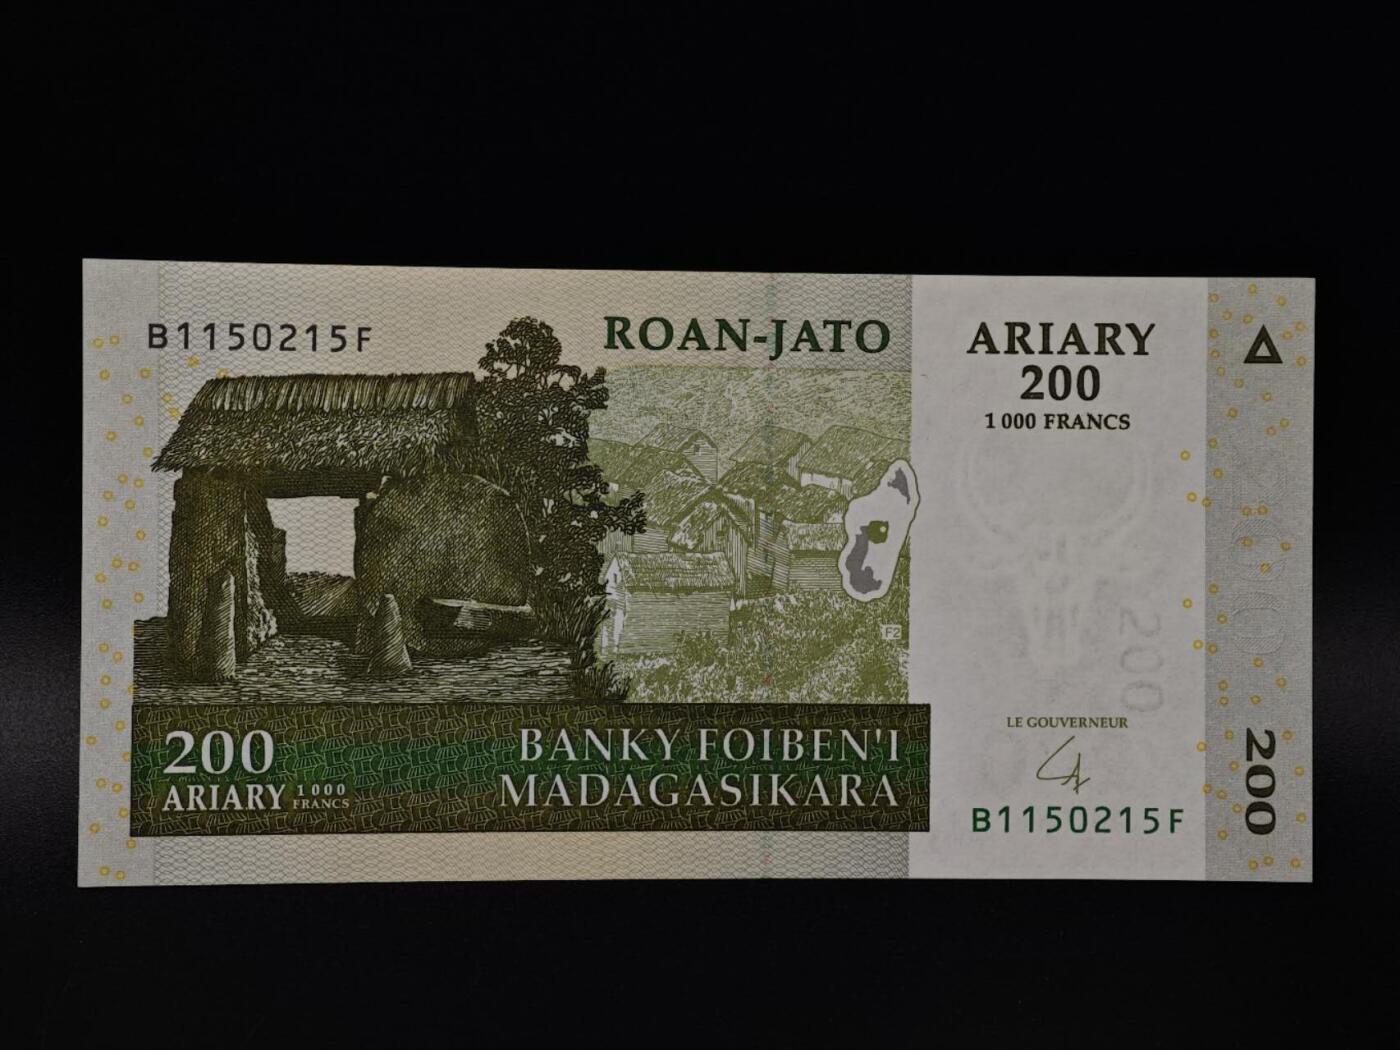 B1150215F
ROAN-JATO
ARIARY
200
1 000 FRANCS
F2
200
200
LE GOUVERNEUR
200
ARIARY 1 000 FRANCS
BANKY FOIBEN'I
MADAGASIKARA
B1150215F
200